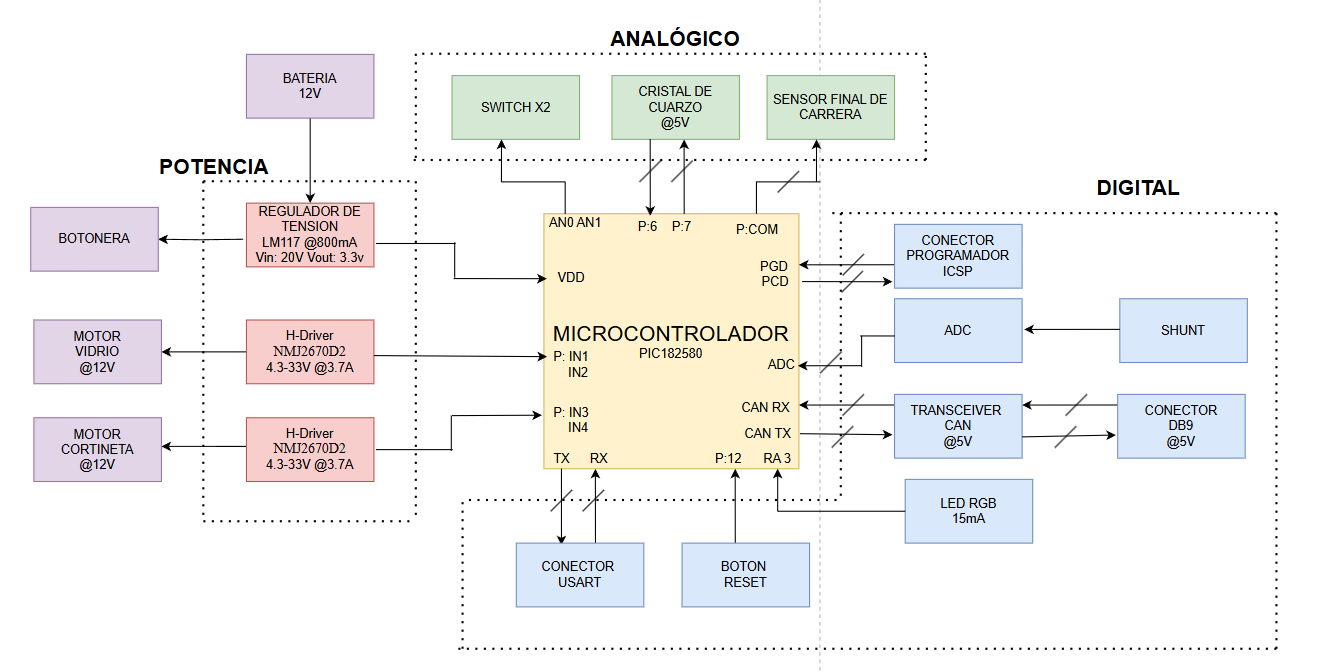 ANALÓGICO
BATERIA
12V
SWITCH X2
CRISTAL DE
CUARZO
@5V
SENSOR FINAL DE
CARRERA
POTENCIA
DIGITAL
BOTONERA
REGULADOR DE
TENSION
LM117 @800mA
Vin: 20V Vout: 3.3v
AN0 AN1
P:6
P:7
P:COM
VDD
PGD
PCD
CONECTOR
PROGRAMADOR
ICSP
MICROCONTROLADOR
PIC182580
ADC
ADC
SHUNT
MOTOR
VIDRIO
@12V
H-Driver
NMJ2670D2
4.3-33V @3.7A
P: IN1
IN2
MOTOR
CORTINETA
@12V
H-Driver
NMJ2670D2
4.3-33V @3.7A
P: IN3
IN4
CAN RX
CAN TX
TRANSCEIVER
CAN
@5V
CONECTOR
DB9
@5V
TX
RX
P:12
RA 3
LED RGB
15mA
CONECTOR
USART
BOTON
RESET